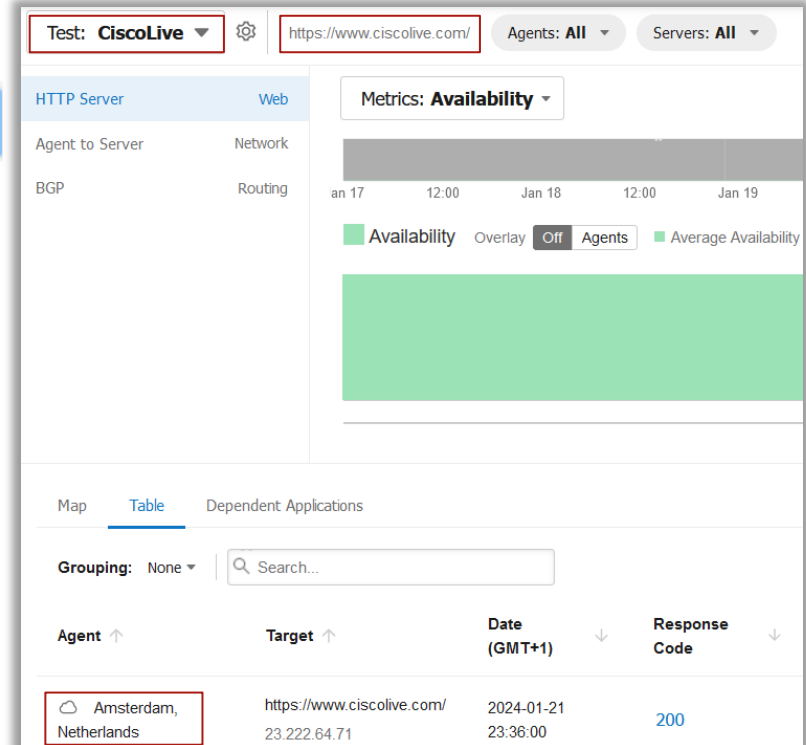 Test: CiscoLive https://www.ciscolive.com/ Agents: All Servers: All
HTTP Server Web
Metrics: Availability
Agent to Server Network
BGP Routing
an 17 12:00 Jan 18 12:00 Jan 19
Availability Overlay Off Agents Average Availability
Map Table Dependent Applications
Grouping: None Search...
Agent Target Date (GMT+1) Response Code
Amsterdam, Netherlands
https://www.ciscolive.com/
23.222.64.71
2024-01-21
23:36:00
200